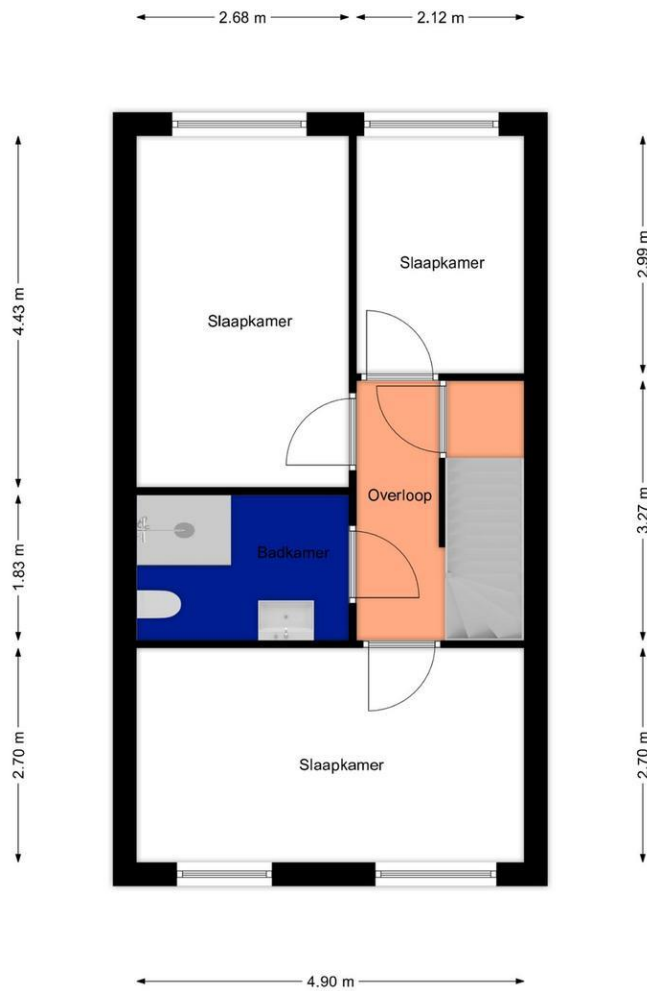 2.68 m
2.12 m
4.43 m
2.99 m
Slaapkamer
Slaapkamer
Overloop
3.27 m
1.83 m
Badkamer
2.70 m
2.70 m
Slaapkamer
4.90 m